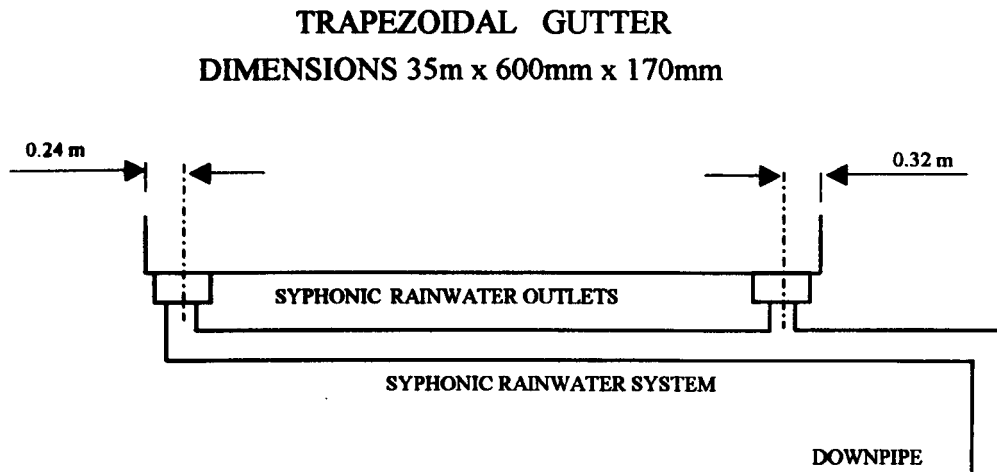 TRAPEZOIDAL GUTTER
DIMENSIONS 35m x 600mm x 170mm
0.24 m
0.32 m
SYPHONIC RAINWATER OUTLETS
SYPHONIC RAINWATER SYSTEM
DOWNPIPE